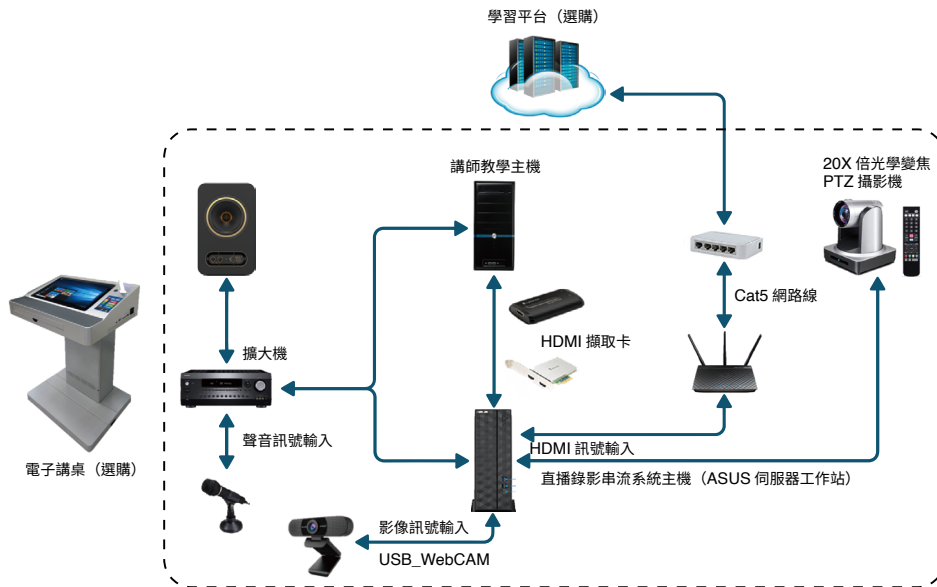 學習平台（選購）
講師教學主機
20X 倍光學變焦
PTZ 攝影機
Cat5 網路線
HDMI 擷取卡
擴大機
聲音訊號輸入
HDMI 訊號輸入
電子講桌（選購）
直播錄影串流系統主機（ASUS 伺服器工作站）
影像訊號輸入
USB_WebCAM